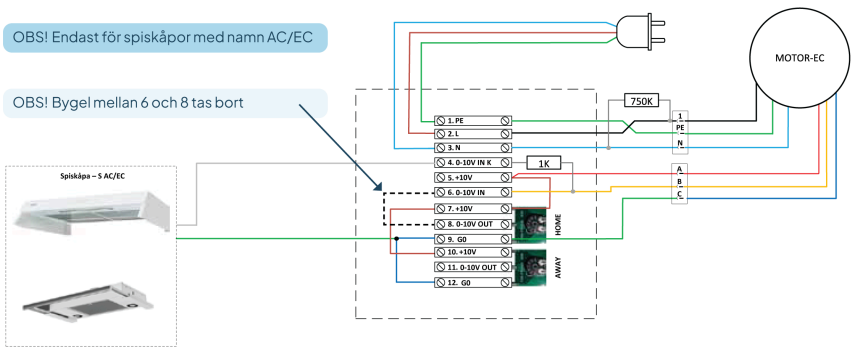 OBS! Endast för spiskåpor med namn AC/EC
OBS! Bygel mellan 6 och 8 tas bort
MOTOR-EC
750K
1. PE
2. L
3. N
4. 0-10V IN K
5. +10V
6. 0-10V IN
7. +10V
8. 0-10V OUT
9. G0
10. +10V
11. 0-10V OUT
12. G0
1K
HOME
AWAY
1
PE
N
A
B
C
Spiskåpa – S AC/EC